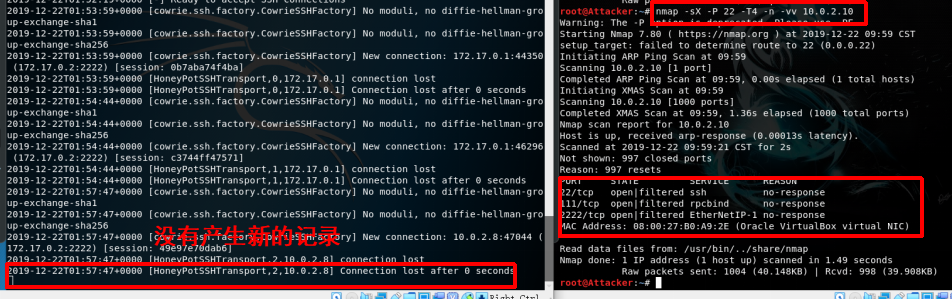 2019-12-22T01:53:59+0000 [cowrie.ssh.factory.CowrieSSHFactory] No moduli, no diffie-hellman-gro
up-exchange-sha1
2019-12-22T01:53:59+0000 [cowrie.ssh.factory.CowrieSSHFactory] No moduli, no diffie-hellman-gro
up-exchange-sha256
2019-12-22T01:53:59+0000 [cowrie.ssh.factory.CowrieSSHFactory] New connection: 172.17.0.1:44350
(172.17.0.2:2222) [session: 0b7aba74f4ba]
2019-12-22T01:53:59+0000 [HoneyPotSSHTransport,0,172.17.0.1] connection lost
2019-12-22T01:53:59+0000 [HoneyPotSSHTransport,0,172.17.0.1] Connection lost after 0 seconds
2019-12-22T01:54:44+0000 [cowrie.ssh.factory.CowrieSSHFactory] No moduli, no diffie-hellman-gro
up-exchange-sha1
2019-12-22T01:54:44+0000 [cowrie.ssh.factory.CowrieSSHFactory] No moduli, no diffie-hellman-gro
up-exchange-sha256
2019-12-22T01:54:44+0000 [cowrie.ssh.factory.CowrieSSHFactory] New connection: 172.17.0.1:46296
(172.17.0.2:2222) [session: c3744ff47571]
2019-12-22T01:54:44+0000 [HoneyPotSSHTransport,1,172.17.0.1] connection lost
2019-12-22T01:54:44+0000 [HoneyPotSSHTransport,1,172.17.0.1] Connection lost after 0 seconds
2019-12-22T01:57:47+0000 [cowrie.ssh.factory.CowrieSSHFactory] No moduli, no diffie-hellman-gro
up-exchange-sha1
2019-12-22T01:57:47+0000 [cowrie.ssh.factory.CowrieSSHFactory] No moduli, no diffie-hellman-gro
up-exchange-sha256
2019-12-22T01:57:47+0000 [cowrie.ssh.factory.CowrieSSHFactory] New connection: 10.0.2.8:47044 (
172.17.0.2:2222) [session: 49e97e70dab6]
没有产生新的记录
2019-12-22T01:57:47+0000 [HoneyPotSSHTransport,2,10.0.2.8] connection lost
2019-12-22T01:57:47+0000 [HoneyPotSSHTransport,2,10.0.2.8] Connection lost after 0 seconds
root@Attacker:~# nmap -sX -P 22 -T4 -n -vv 10.0.2.10
Starting Nmap 7.80 ( https://nmap.org ) at 2019-12-22 09:59 CST
setup_target: failed to determine route to 22 (0.0.0.22)
Initiating ARP Ping Scan at 09:59
Scanning 10.0.2.10 [1 port]
Completed ARP Ping Scan at 09:59, 0.00s elapsed (1 total hosts)
Initiating XMAS Scan at 09:59
Scanning 10.0.2.10 [1000 ports]
Completed XMAS Scan at 09:59, 1.36s elapsed (1000 total ports)
Nmap scan report for 10.0.2.10
Host is up, received arp-response (0.00013s latency).
Scanned at 2019-12-22 09:59:21 CST for 2s
Not shown: 997 closed ports
Reason: 997 resets
PORT STATE SERVICE REASON
22/tcp open|filtered ssh no-response
111/tcp open|filtered rpcbind no-response
2222/tcp open|filtered EtherNetIP-1 no-response
MAC Address: 08:00:27:B0:A9:2E (Oracle VirtualBox virtual NIC)
Read data files from: /usr/bin/../share/nmap
Nmap done: 1 IP address (1 host up) scanned in 1.49 seconds
Raw packets sent: 1004 (40.148KB) | Rcvd: 998 (39.908KB)
root@Attacker:~#
Right Ctrl